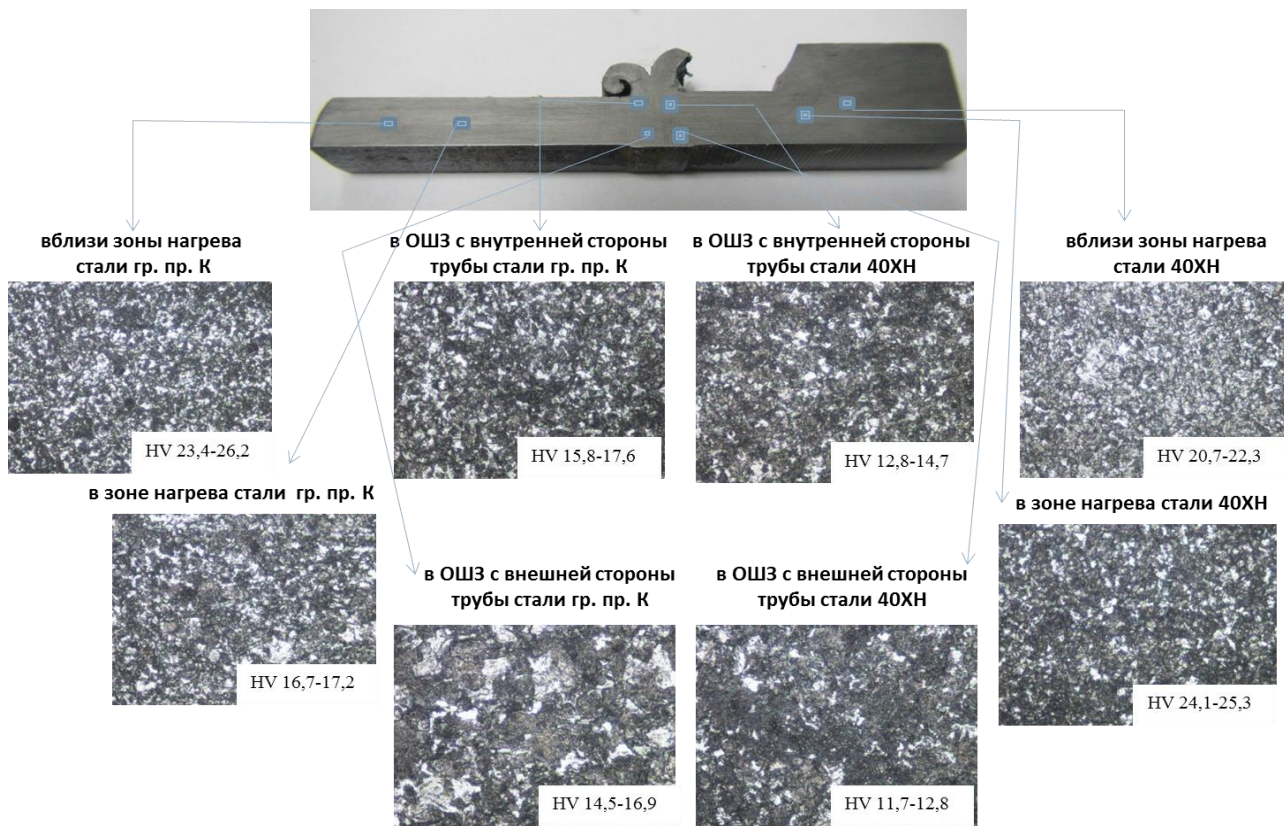 вблизи зоны нагрева
стали гр. пр. К
HV 23,4-26,2
в ОШЗ с внутренней стороны
трубы стали гр. пр. К
HV 15,8-17,6
в ОШЗ с внутренней стороны
трубы стали 40ХН
HV 12,8-14,7
вблизи зоны нагрева
стали 40ХН
HV 20,7-22,3
в зоне нагрева стали  гр. пр. К
HV 16,7-17,2
в ОШЗ с внешней стороны
трубы стали гр. пр. К
HV 14,5-16,9
в ОШЗ с внешней стороны
трубы стали 40ХН
HV 11,7-12,8
в зоне нагрева стали 40ХН
HV 24,1-25,3